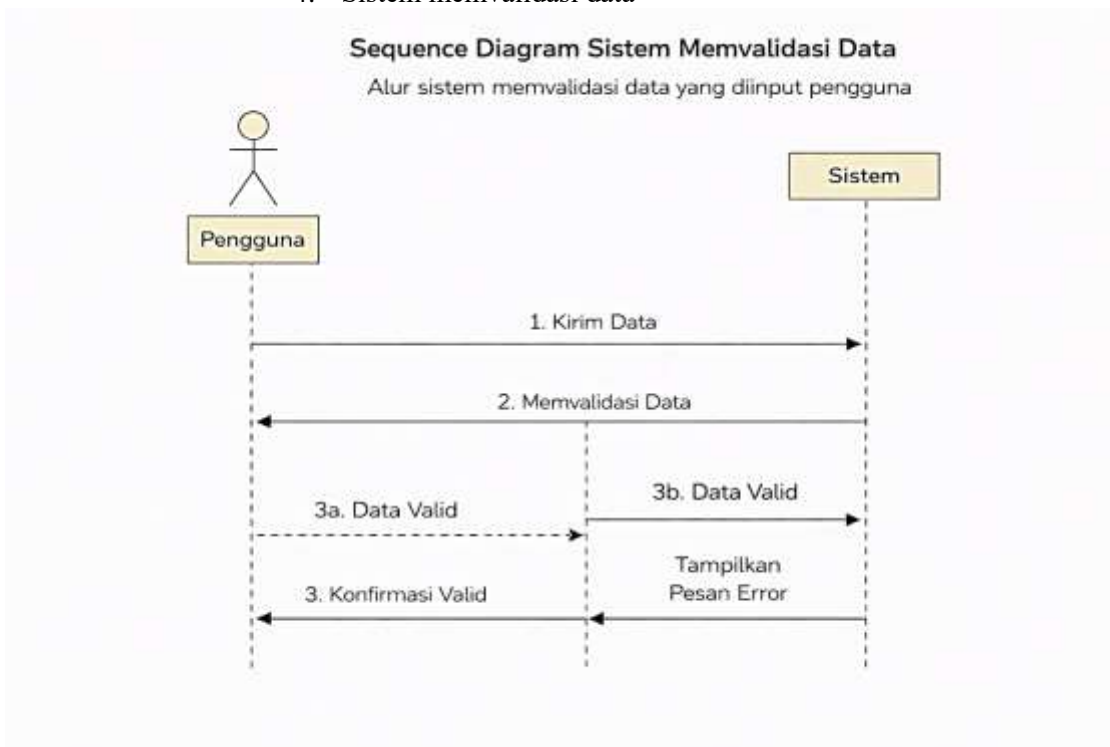 4. Sistem memvalidasi data
Sequence Diagram Sistem Memvalidasi Data
Alur sistem memvalidasi data yang diinput pengguna
Sistem
Pengguna
1. Kirim Data
2. Memvalidasi Data
3a. Data Valid
3b. Data Valid
Tampilkan
Pesan Error
3. Konfirmasi Valid